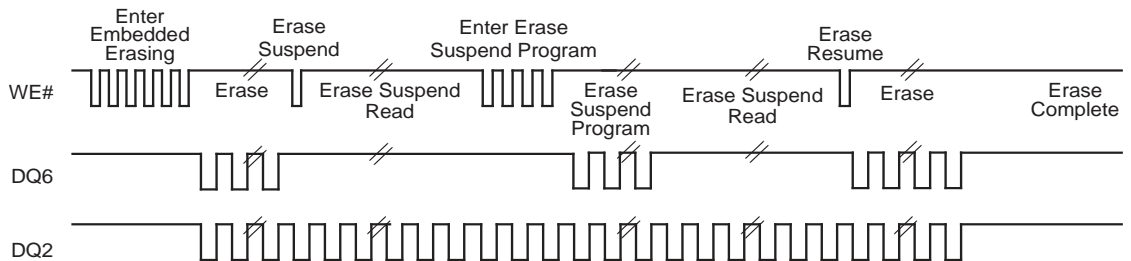 Enter
Embedded
Erasing
Erase
Suspend
Enter Erase
Suspend Program
Erase
Resume
WE#
Erase
Erase Suspend
Read
Erase
Suspend
Program
Erase Suspend
Read
Erase
Erase
Complete
DQ6
DQ2